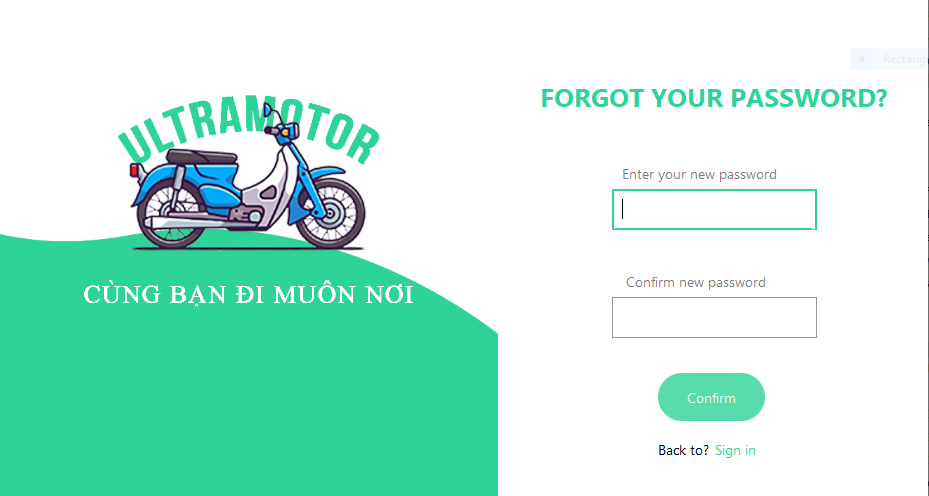 ULTRAMOTOR
CÙNG BẠN ĐI MUÔN NƠI
FORGOT YOUR PASSWORD?
Enter your new password
Confirm new password
Confirm
Back to? Sign in